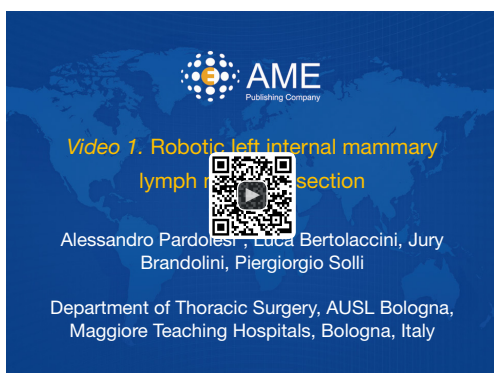 AME
Publishing Company
Video 1. Robotic left internal mammary
lymph section
Alessandro Pardolesi , Luca Bertolaccini, Jury
Brandolini, Piergiorgio Solli
Department of Thoracic Surgery, AUSL Bologna,
Maggiore Teaching Hospitals, Bologna, Italy